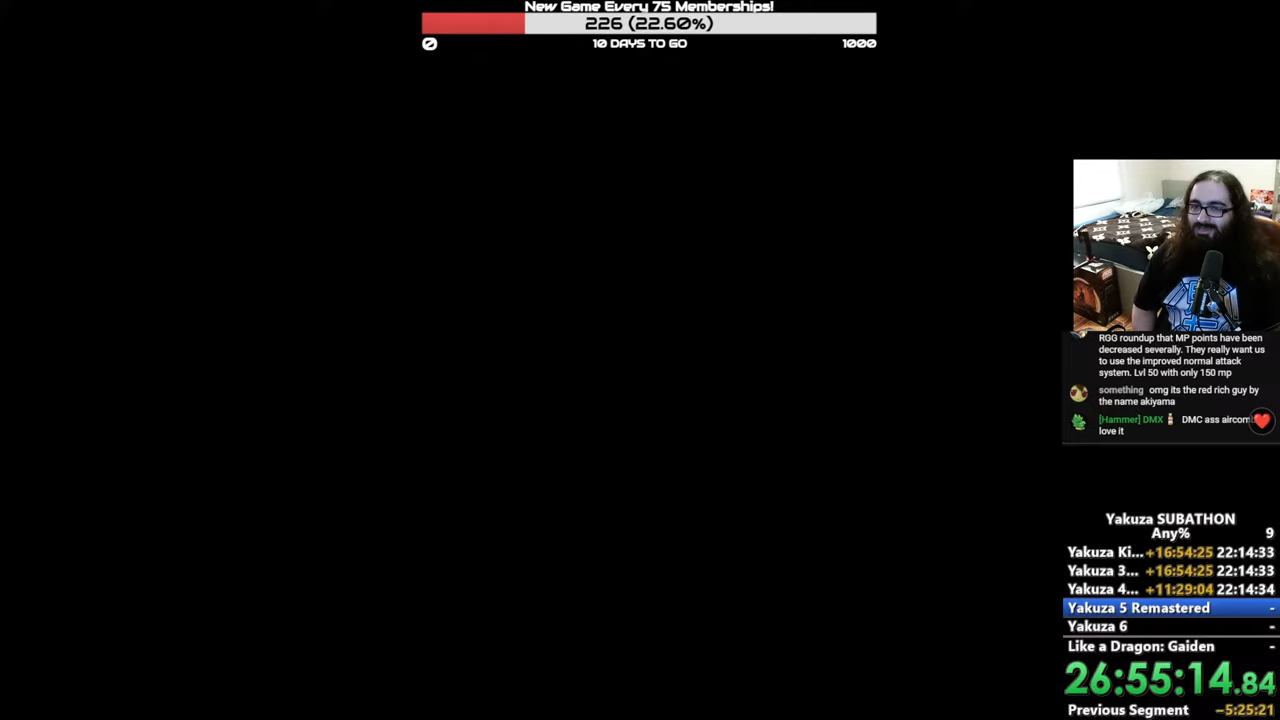 New Game Every 75 Memberships!
226 (22.60%)
0 10 DAYS TO GO 1000
RGG roundup that MP points have been
decreased severally. They really want us
to use the improved normal attack
system. Lvl 50 with only 150 mp
something omg its the red rich guy by
the name akiyama
[Hammer] DMX DMC ass aircom
love it
Yakuza SUBATHON
Any% 9
Yakuza Ki... +16:54:25 22:14:33
Yakuza 3... +16:54:25 22:14:33
Yakuza 4... +11:29:04 22:14:34
Yakuza 5 Remastered -
Yakuza 6 -
Like a Dragon: Gaiden -
26:55:14.84
Previous Segment -5:25:21